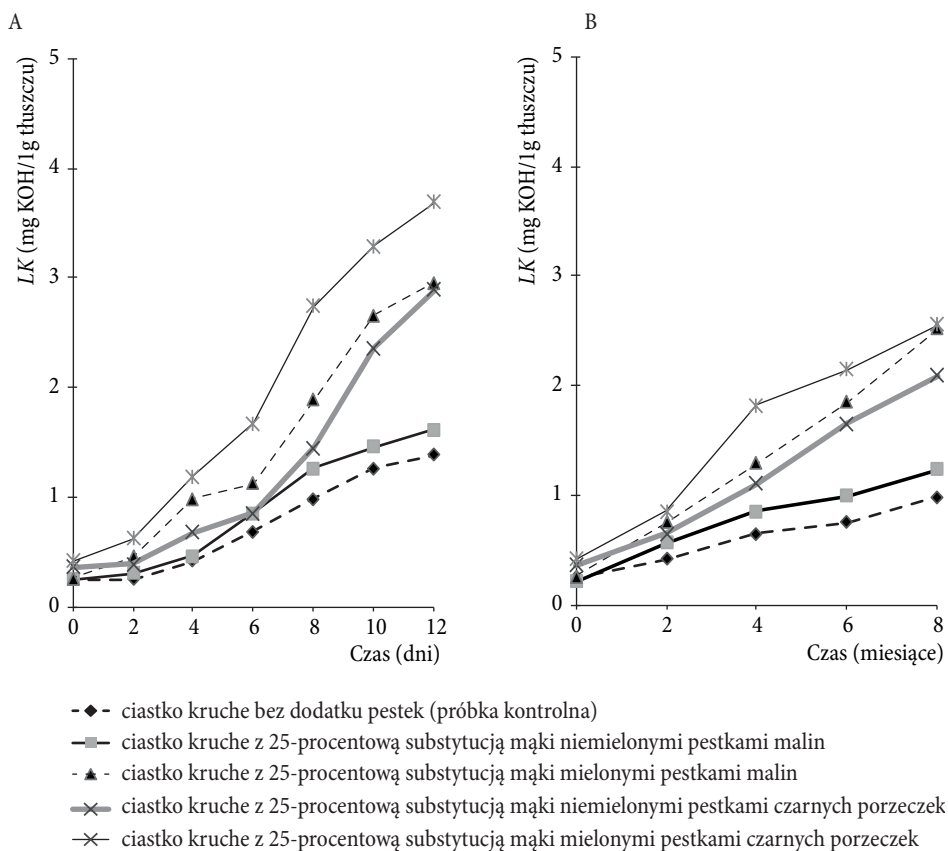 A
B
LK (mg KOH/1g tłuszczu)
5
4
3
2
1
0
0 2 4 6 8 10 12
Czas (dni)
LK (mg KOH/1g tłuszczu)
5
4
3
2
1
0
0 2 4 6 8
Czas (miesiące)
ciastko kruche bez dodatku pestek (próbka kontrolna)
ciastko kruche z 25-procentową substytucją mąki niemielonymi pestkami malin
ciastko kruche z 25-procentową substytucją mąki mielonymi pestkami malin
ciastko kruche z 25-procentową substytucją mąki niemielonymi pestkami czarnych porzeczek
ciastko kruche z 25-procentową substytucją mąki mielonymi pestkami czarnych porzeczek